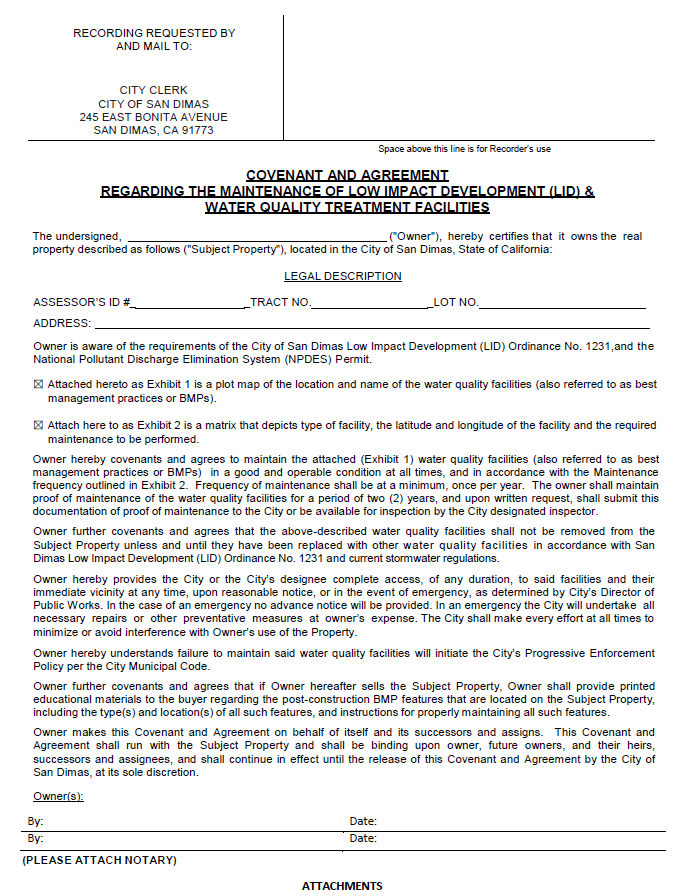 RECORDING REQUESTED BY
AND MAIL TO:
CITY CLERK
CITY OF SAN DIMAS
245 EAST BONITA AVENUE
SAN DIMAS, CA 91773
Space above this line is for Recorder's use
COVENANT AND AGREEMENT
REGARDING THE MAINTENANCE OF LOW IMPACT DEVELOPMENT (LID) &
WATER QUALITY TREATMENT FACILITIES
The undersigned, ("Owner"), hereby certifies that it owns the real
property described as follows ("Subject Property"), located in the City of San Dimas, State of California:
LEGAL DESCRIPTION
ASSESSOR'S ID # TRACT NO. LOT NO.
ADDRESS:
Owner is aware of the requirements of the City of San Dimas Low Impact Development (LID) Ordinance No. 1231,and the
National Pollutant Discharge Elimination System (NPDES) Permit.
☒ Attached hereto as Exhibit 1 is a plot map of the location and name of the water quality facilities (also referred to as best
management practices or BMPs).
☒ Attach here to as Exhibit 2 is a matrix that depicts type of facility, the latitude and longitude of the facility and the required
maintenance to be performed.
Owner hereby covenants and agrees to maintain the attached (Exhibit 1) water quality facilities (also referred to as best
management practices or BMPs) in a good and operable condition at all times, and in accordance with the Maintenance
frequency outlined in Exhibit 2. Frequency of maintenance shall be at a minimum, once per year. The owner shall maintain
proof of maintenance of the water quality facilities for a period of two (2) years, and upon written request, shall submit this
documentation of proof of maintenance to the City or be available for inspection by the City designated inspector.
Owner further covenants and agrees that the above-described water quality facilities shall not be removed from the
Subject Property unless and until they have been replaced with other water quality facilities in accordance with San
Dimas Low Impact Development (LID) Ordinance No. 1231 and current stormwater regulations.
Owner hereby provides the City or the City's designee complete access, of any duration, to said facilities and their
immediate vicinity at any time, upon reasonable notice, or in the event of emergency, as determined by City's Director of
Public Works. In the case of an emergency no advance notice will be provided. In an emergency the City will undertake all
necessary repairs or other preventative measures at owner's expense. The City shall make every effort at all times to
minimize or avoid interference with Owner's use of the Property.
Owner hereby understands failure to maintain said water quality facilities will initiate the City's Progressive Enforcement
Policy per the City Municipal Code.
Owner further covenants and agrees that if Owner hereafter sells the Subject Property, Owner shall provide printed
educational materials to the buyer regarding the post-construction BMP features that are located on the Subject Property,
including the type(s) and location(s) of all such features, and instructions for properly maintaining all such features.
Owner makes this Covenant and Agreement on behalf of itself and its successors and assigns. This Covenant and
Agreement shall run with the Subject Property and shall be binding upon owner, future owners, and their heirs,
successors and assignees, and shall continue in effect until the release of this Covenant and Agreement by the City of
San Dimas, at its sole discretion.
Owner(s):
By: Date:
By: Date:
(PLEASE ATTACH NOTARY)
ATTACHMENTS